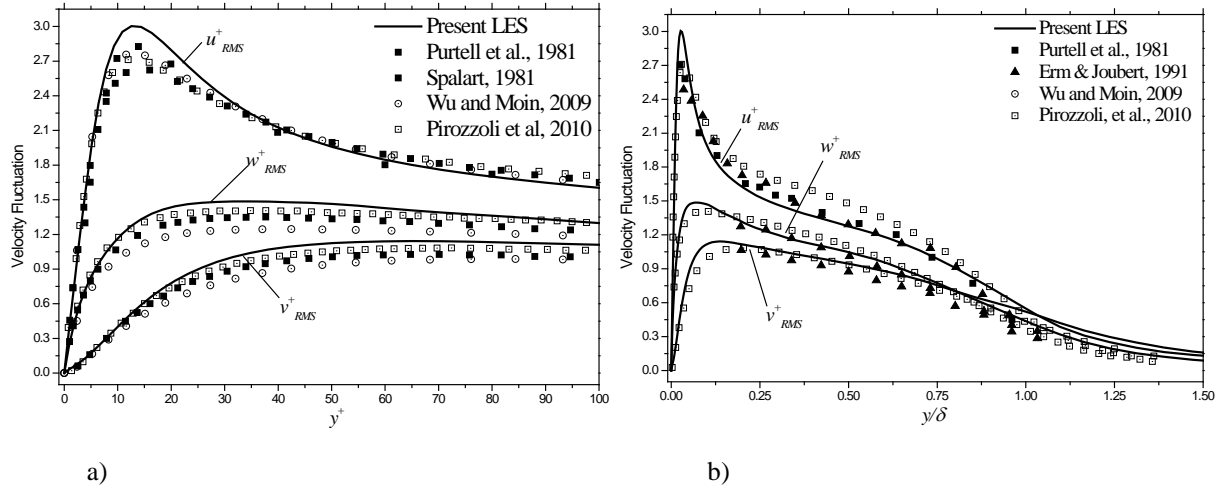 Present LES
Purtell et al., 1981
Spalart, 1981
Wu and Moin, 2009
Pirozzoli et al, 2010
u+RMS
w+RMS
v+RMS
Velocity Fluctuation
3.0
2.7
2.4
2.1
1.8
1.5
1.2
0.9
0.6
0.3
0.0
0 10 20 30 40 50 60 70 80 90 100
y+
a)
Present LES
Purtell et al., 1981
Erm & Joubert, 1991
Wu and Moin, 2009
Pirozzoli, et al., 2010
u+RMS
w+RMS
v+RMS
Velocity Fluctuation
3.3
3.0
2.7
2.4
2.1
1.8
1.5
1.2
0.9
0.6
0.3
0.0
0.00 0.25 0.50 0.75 1.00 1.25 1.50
y/δ
b)